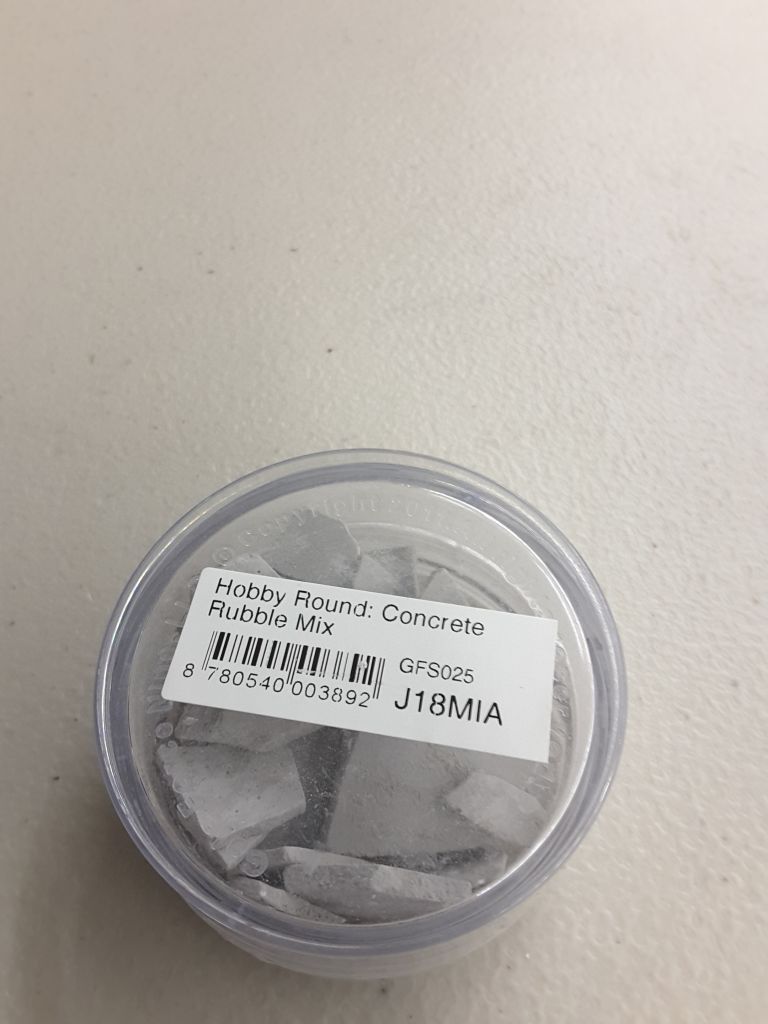 Hobby Round: Concrete
Rubble Mix
GFS025
8 780540 003892
J18MIA